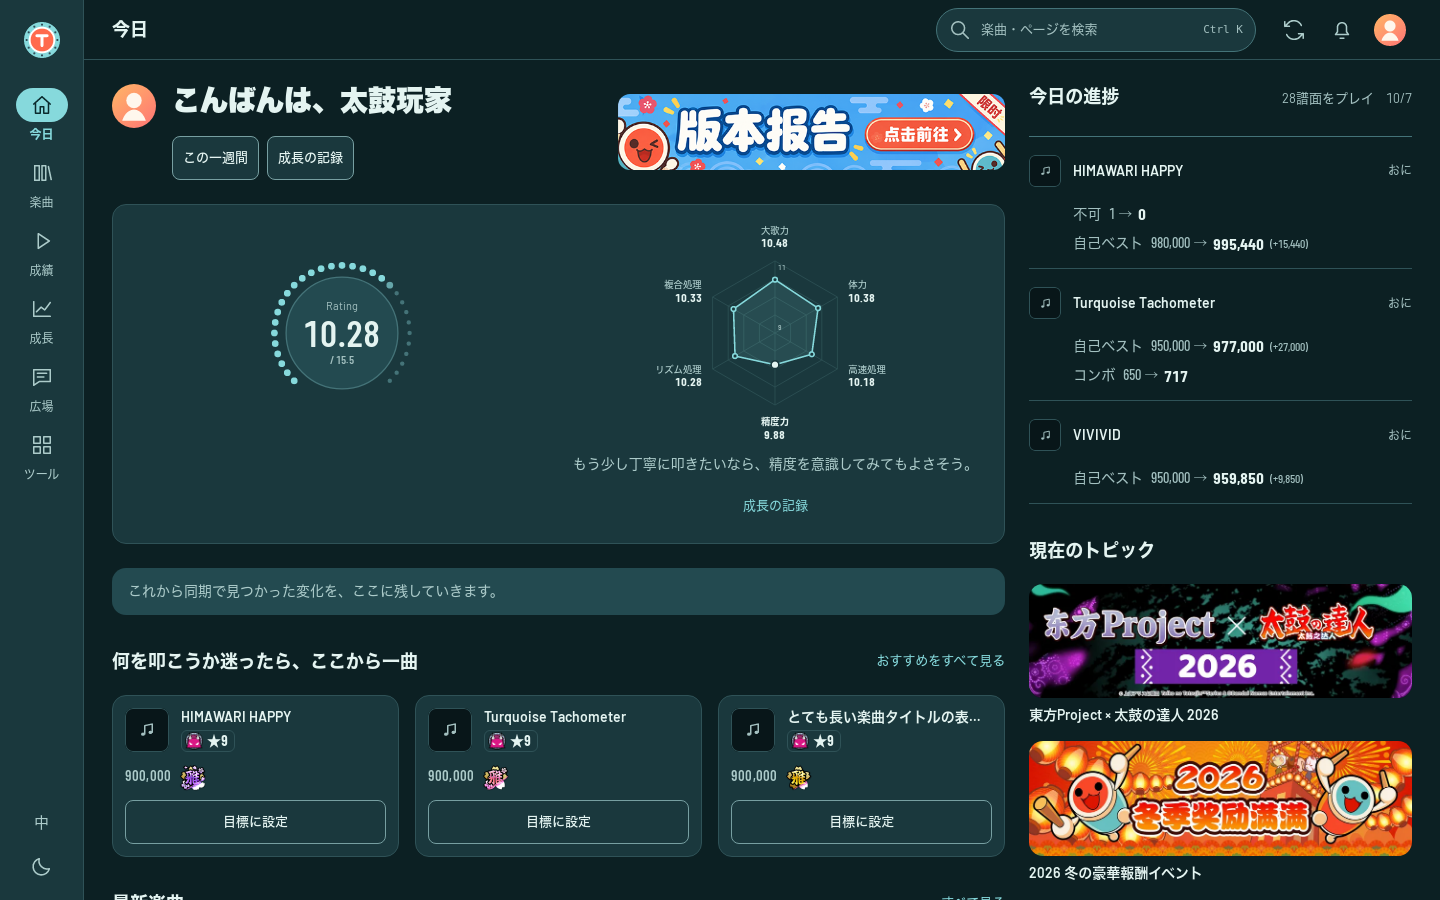 今日
楽曲・ページを検索
Ctrl K
今日
楽曲
成績
成長
広場
ツール
中
こんばんは、太鼓玩家
この一週間
成長の記録
版本报告
点击前往
限时
Rating
10.28
/ 15.5
大歌力
10.48
体力
10.38
高速処理
10.18
精度力
9.88
リズム処理
10.28
複合処理
10.33
11
9
もう少し丁寧に叩きたいなら、精度を意識してみてもよさそう。
成長の記録
これから同期で見つかった変化を、ここに残していきます。
何を叩こうか迷ったら、ここから一曲
おすすめをすべて見る
HIMAWARI HAPPY
★9
900,000
雅
目標に設定
Turquoise Tachometer
★9
900,000
雅
目標に設定
とても長い楽曲タイトルの表...
★9
900,000
雅
目標に設定
最新楽曲
すべて見る
今日の進捗
28譜面をプレイ 10/7
HIMAWARI HAPPY
おに
不可 1 → 0
自己ベスト 980,000 → 995,440 (+15,440)
Turquoise Tachometer
おに
自己ベスト 950,000 → 977,000 (+27,000)
コンボ 650 → 717
VIVIVID
おに
自己ベスト 950,000 → 959,850 (+9,850)
現在のトピック
东方Project × 太鼓の達人
2026
東方Project × 太鼓の達人 2026
2026
冬季奖励满满
2026 冬の豪華報酬イベント